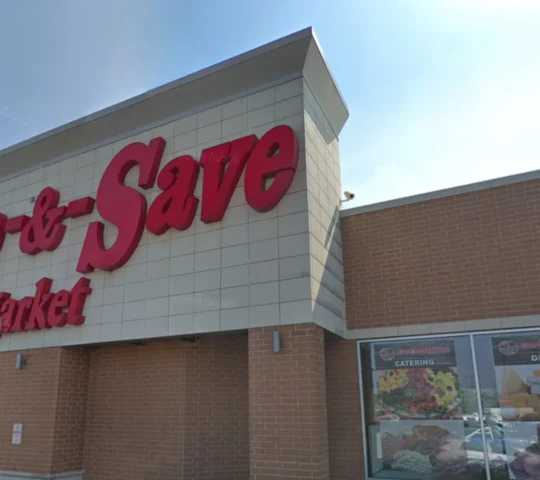 -&-Save
arket
CATERING
D